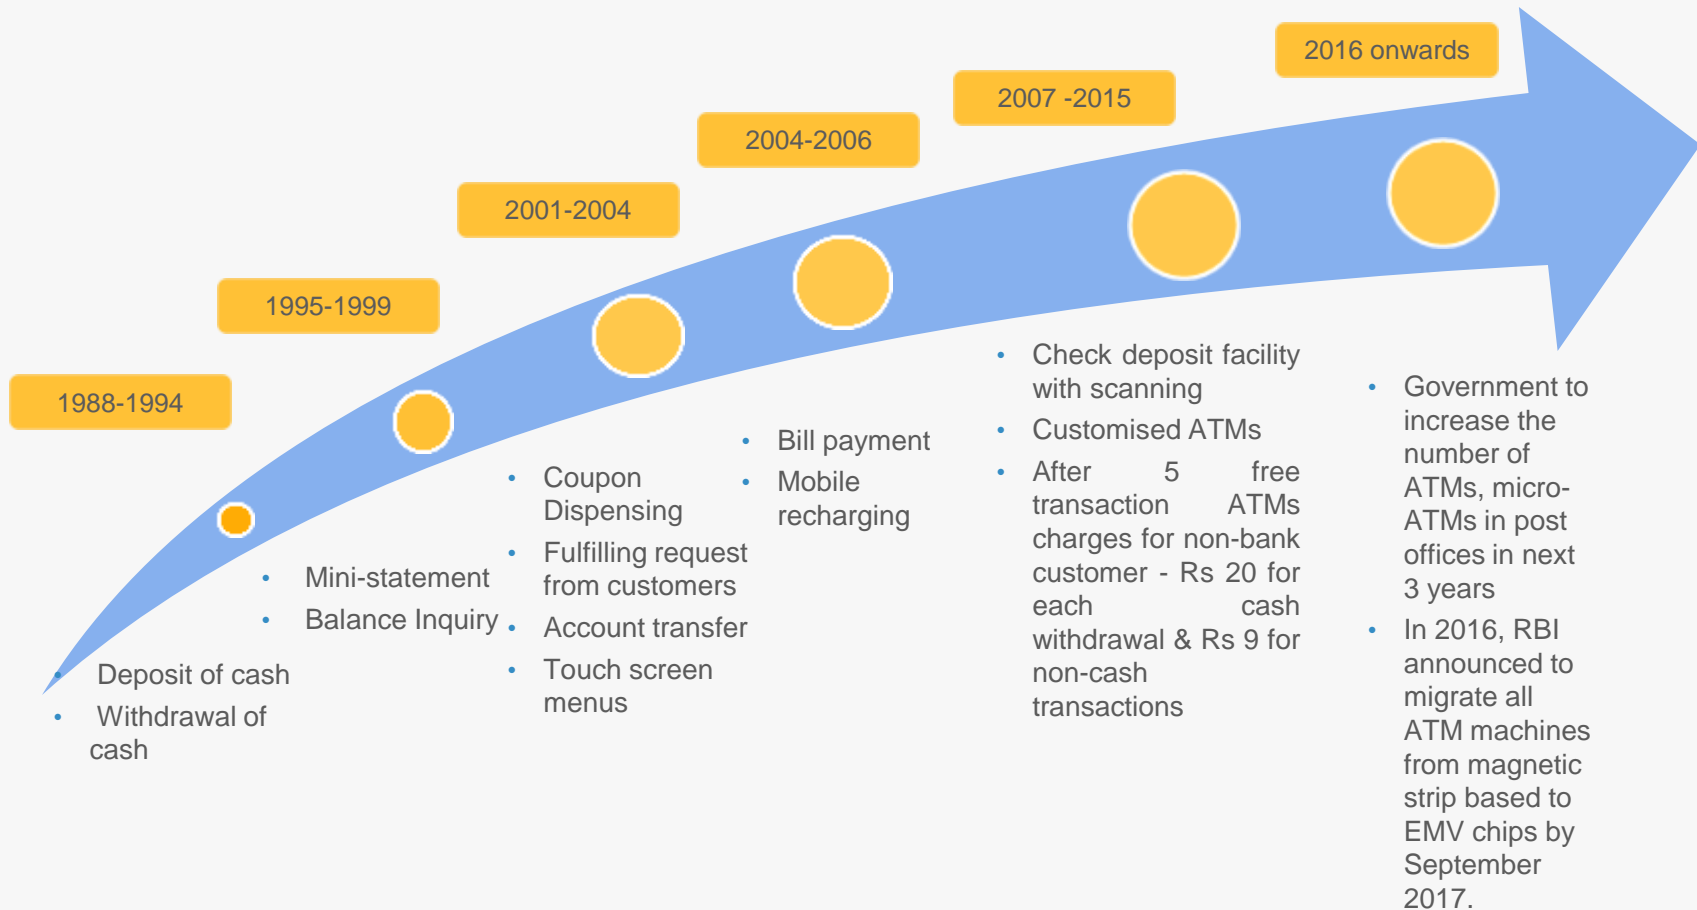 2016 onwards
2007 -2015
2004-2006
2001-2004
1995-1999
1988-1994
• Deposit of cash
• Withdrawal of
cash
• Mini-statement
• Balance Inquiry
• Coupon
Dispensing
• Fulfilling request
from customers
• Account transfer
• Touch screen
menus
• Bill payment
• Mobile
recharging
• Check deposit facility
with scanning
• Customised ATMs
• After 5 free
transaction ATMs
charges for non-bank
customer - Rs 20 for
each cash
withdrawal & Rs 9 for
non-cash
transactions
• Government to
increase the
number of
ATMs, micro-
ATMs in post
offices in next
3 years
• In 2016, RBI
announced to
migrate all
ATM machines
from magnetic
strip based to
EMV chips by
September
2017.